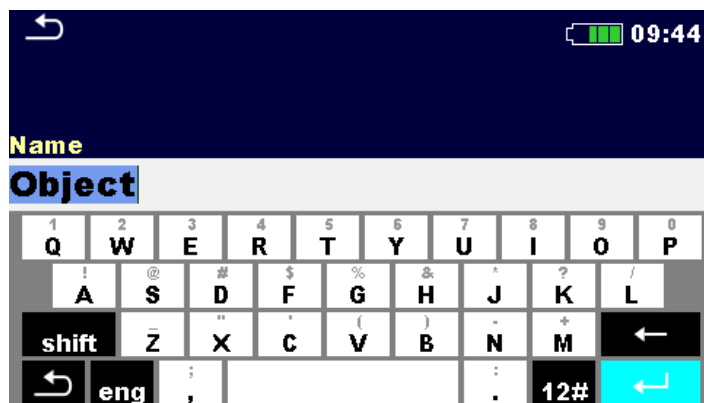 09:44
Name
Object
1 2 3 4 5 6 7 8 9 0
Q W E R T Y U I O P
! @ # $ % & * ? /
A S D F G H J K L
_ " ' ( ) - +
shift Z X C V B N M
; :
eng , . 12#